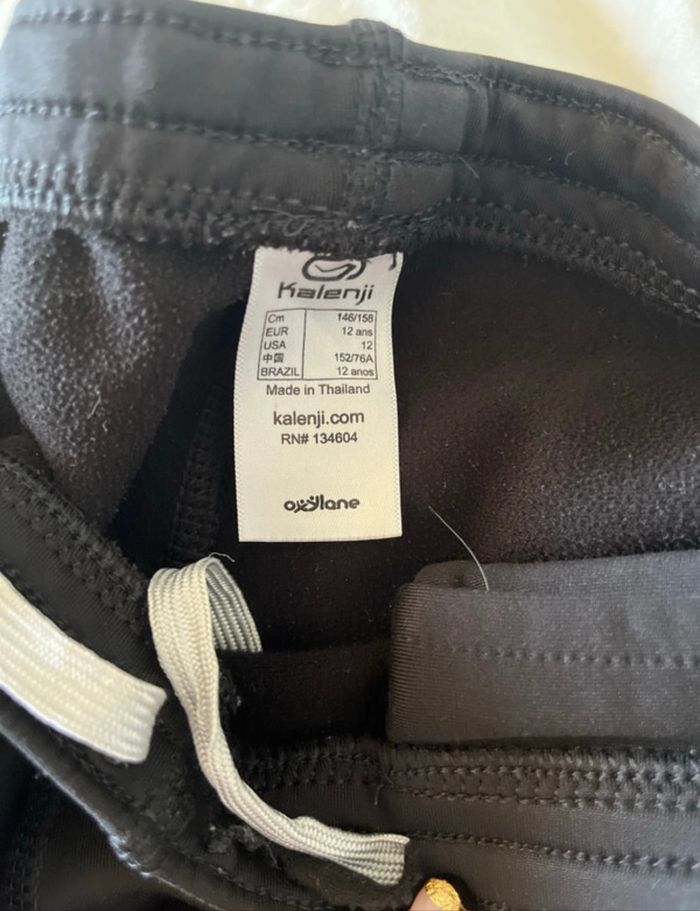 Kalenji
Cm 146/158
EUR 12 ans
USA 12
中国 152/76A
BRAZIL 12 anos
Made in Thailand
kalenji.com
RN# 134604
oxylane